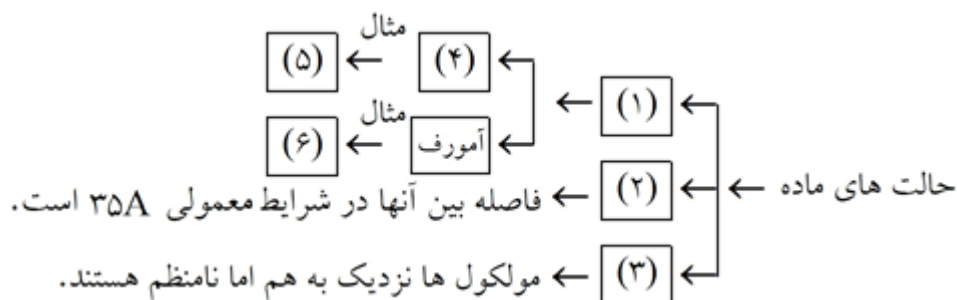 حالت های ماده
(۱)
(۴)
مثال
(۵)
آمورف
مثال
(۶)
(۲)
فاصله بین آنها در شرایط معمولی ۳۵A است.
(۳)
مولکول ها نزدیک به هم اما نامنظم هستند.